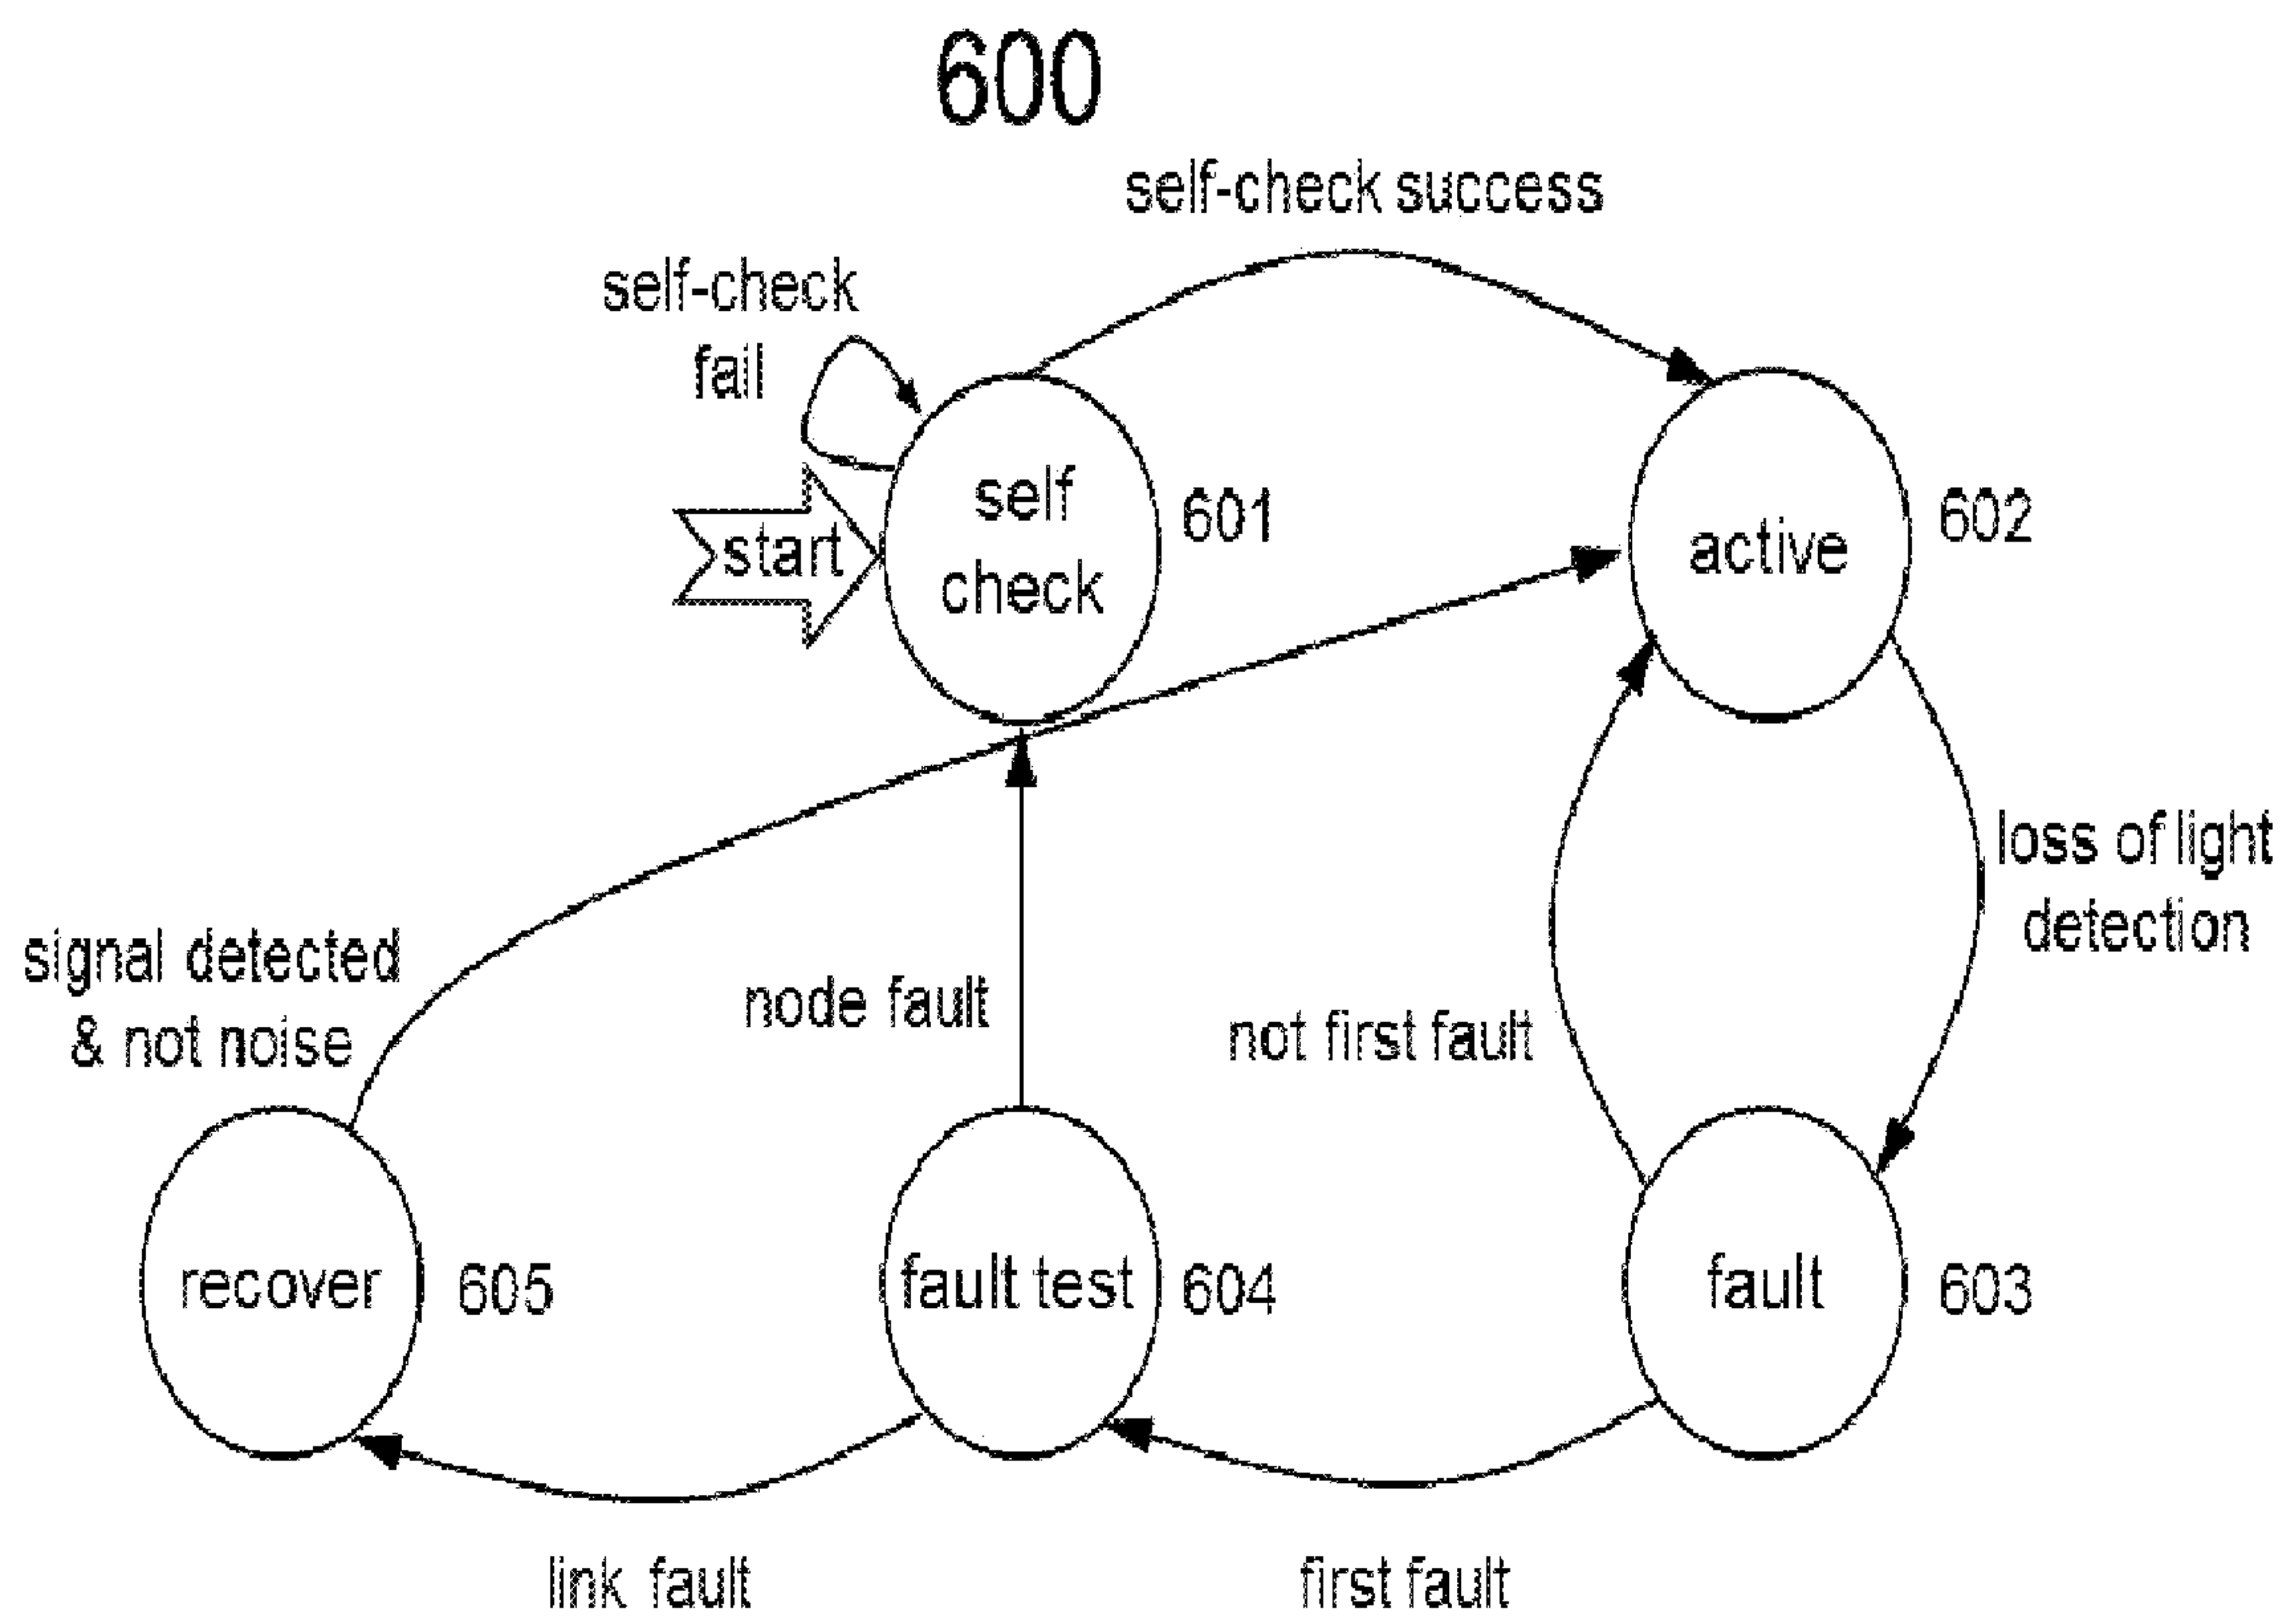 600
self-check success
self-check
fail
start
self
check
601
active
602
loss of light
detection
signal detected
& not noise
node fault
not first fault
recover
605
fault test
604
fault
603
link fault
first fault